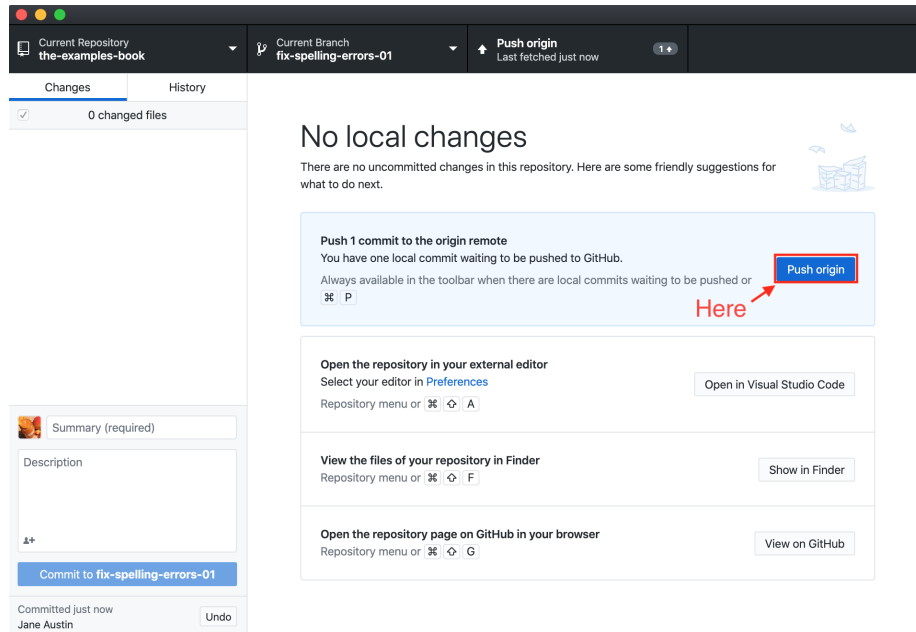 Current Repository
the-examples-book
Current Branch
fix-spelling-errors-01
Push origin
Last fetched just now
1
Changes
History
0 changed files
No local changes
There are no uncommitted changes in this repository. Here are some friendly suggestions for
what to do next.
Push 1 commit to the origin remote
You have one local commit waiting to be pushed to GitHub.
Always available in the toolbar when there are local commits waiting to be pushed or
⌘ P
Push origin
Here
Open the repository in your external editor
Select your editor in Preferences
Repository menu or ⌘ ⇧ A
Open in Visual Studio Code
View the files of your repository in Finder
Repository menu or ⌘ ⇧ F
Show in Finder
Open the repository page on GitHub in your browser
Repository menu or ⌘ ⇧ G
View on GitHub
Summary (required)
Description
Commit to fix-spelling-errors-01
Committed just now
Jane Austin
Undo